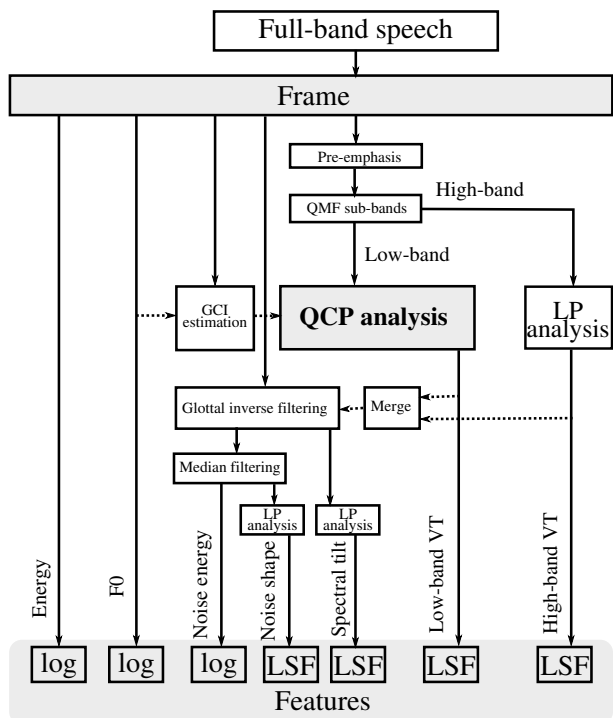 Full-band speech
Frame
Pre-emphasis
High-band
QMF sub-bands
Low-band
GCI
estimation
QCP analysis
LP
analysis
Glottal inverse filtering
Merge
Median filtering
LP
analysis
LP
analysis
Energy
F0
Noise energy
Noise shape
Spectral tilt
Low-band VT
High-band VT
log
log
log
LSF
LSF
LSF
LSF
Features